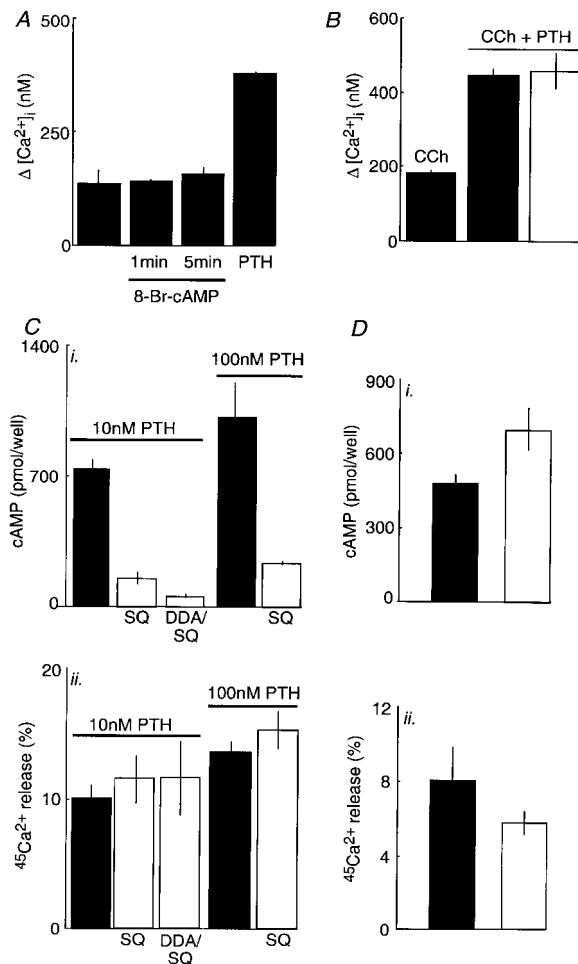 A
500
250
0
Δ [Ca²⁺]ᵢ (nM)
1min 5min PTH
8-Br-cAMP
B
600
400
200
0
Δ [Ca²⁺]ᵢ (nM)
CCh + PTH
CCh
C
i.
1400
700
0
cAMP (pmol/well)
10nM PTH
100nM PTH
SQ DDA/ SQ
SQ
ii.
20
10
0
⁴⁵Ca²⁺ release (%)
10nM PTH
100nM PTH
SQ DDA/ SQ
SQ
D
i.
900
600
300
0
cAMP (pmol/well)
ii.
12
8
4
0
⁴⁵Ca²⁺ release (%)